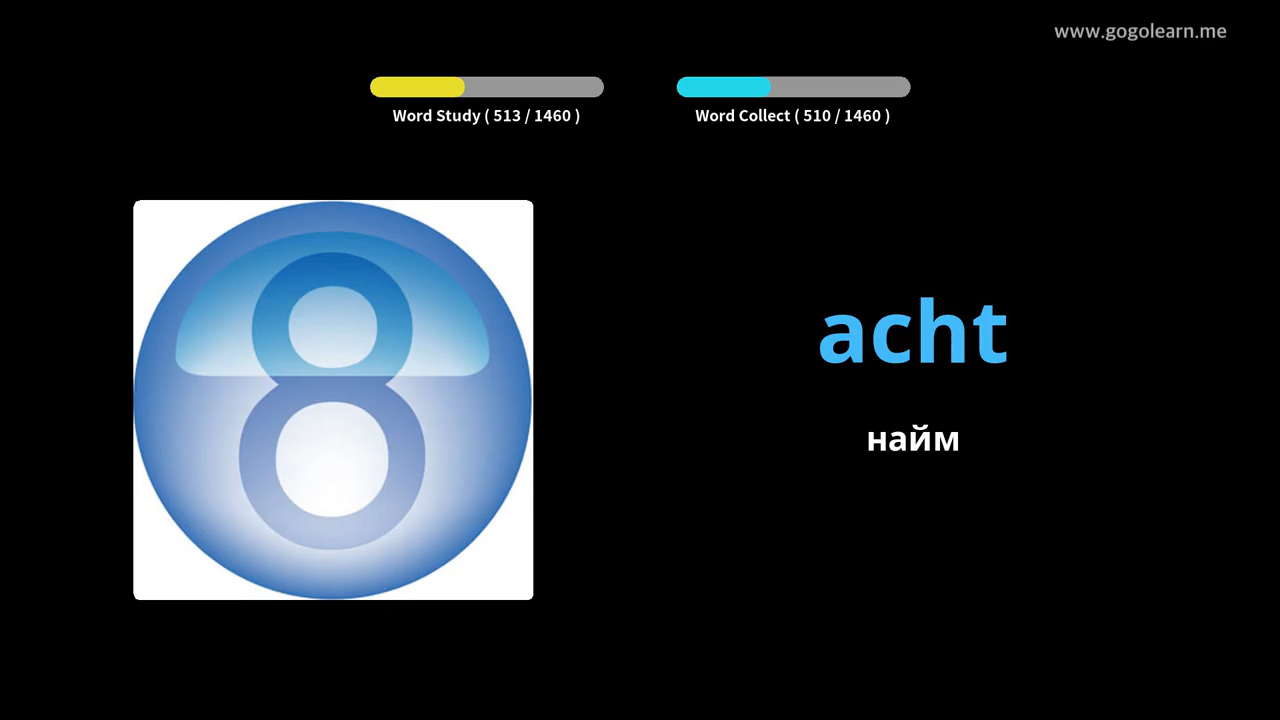 www.gogolearn.me
Word Study ( 513 / 1460 )
Word Collect ( 510 / 1460 )
8
acht
найм